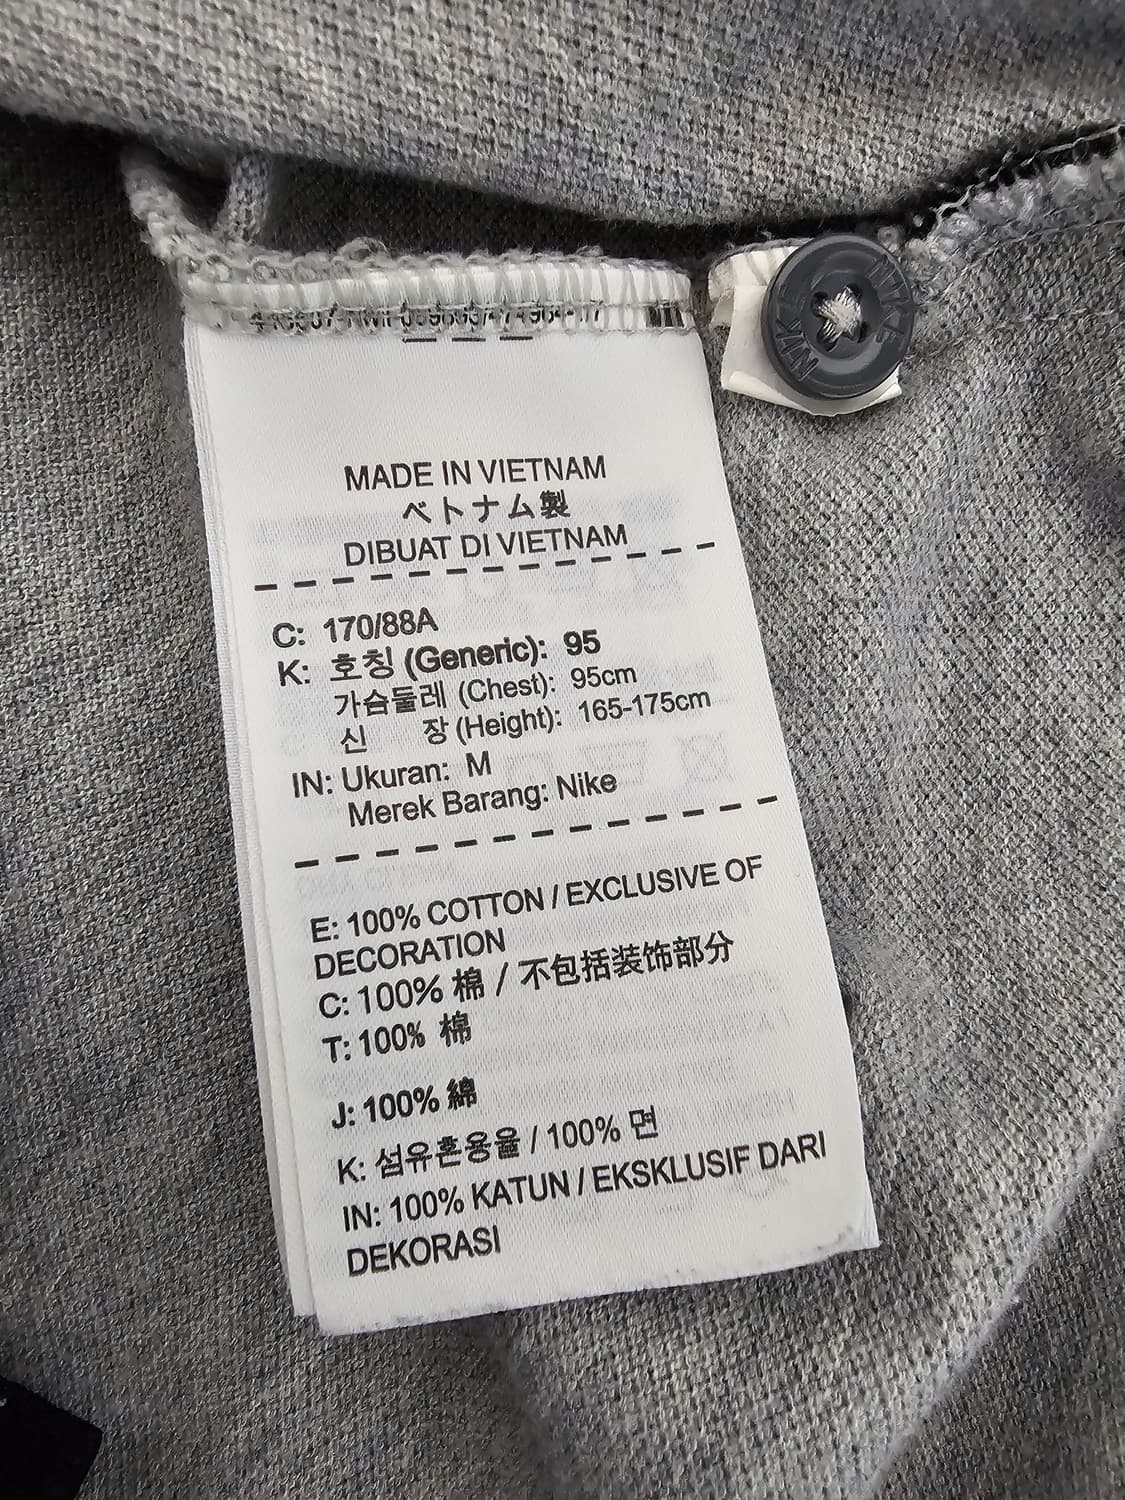 MADE IN VIETNAM
ベトナム製
DIBUAT DI VIETNAM
C: 170/88A
K: 호칭 (Generic): 95
가슴둘레 (Chest): 95cm
신 장 (Height): 165-175cm
IN: Ukuran: M
Merek Barang: Nike
E: 100% COTTON / EXCLUSIVE OF
DECORATION
C: 100% 棉 / 不包括装饰部分
T: 100% 棉
J: 100% 綿
K: 섬유혼용율 / 100% 면
IN: 100% KATUN / EKSKLUSIF DARI
DEKORASI
NIKE
NIKE